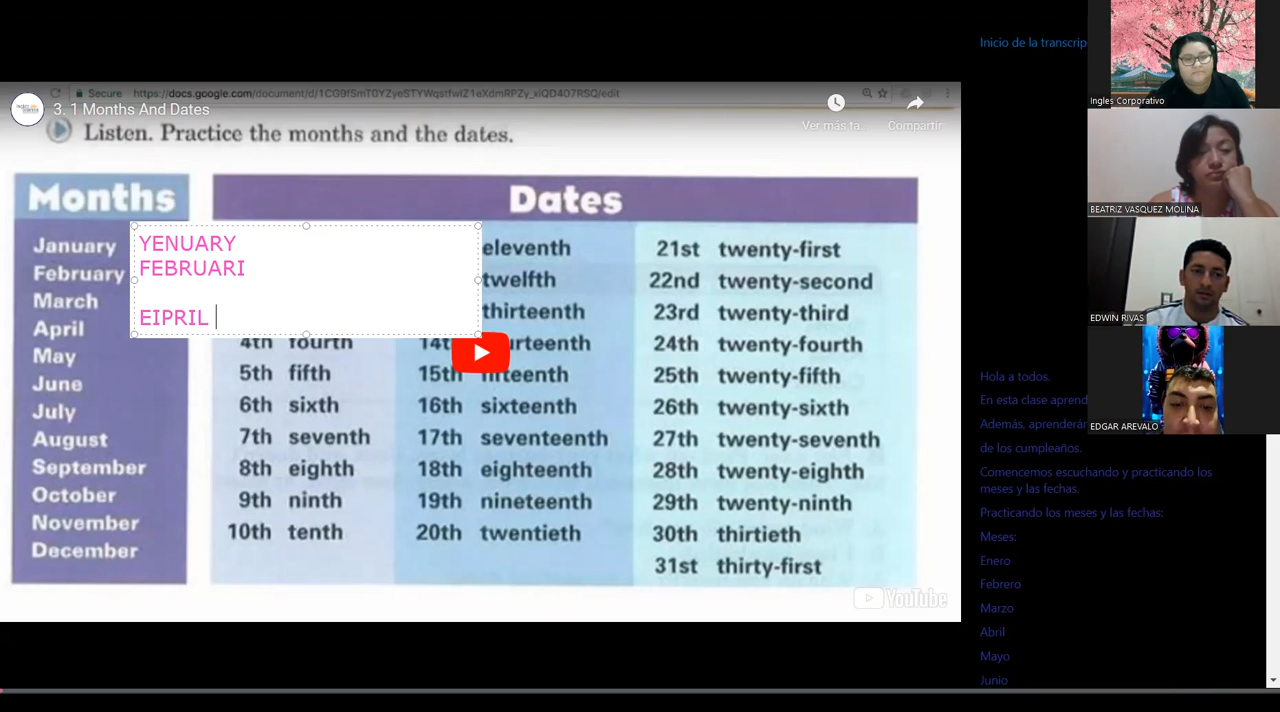 Secure https://docs.google.com/document/d/1CG9fSmT0YZyeSTYWqstfwIZ1eXdmRPZy_xiQD407RSQ/edit
3. 1 Months And Dates
Ver más ta... Compartir
Listen. Practice the months and the dates.
Months
January
February
March
April
May
June
July
August
September
October
November
December
YENUARY
FEBRUARI
EIPRIL
Dates
4th fourth
5th fifth
6th sixth
7th seventh
8th eighth
9th ninth
10th tenth
eleventh
twelfth
thirteenth
15th fifteenth
16th sixteenth
17th seventeenth
18th eighteenth
19th nineteenth
20th twentieth
21st twenty-first
22nd twenty-second
23rd twenty-third
24th twenty-fourth
25th twenty-fifth
26th twenty-sixth
27th twenty-seventh
28th twenty-eighth
29th twenty-ninth
30th thirtieth
31st thirty-first
YouTube
Inicio de la transcrip
Hola a todos.
En esta clase aprend
Además, aprenderán
de los cumpleaños.
Comencemos escuchando y practicando los
meses y las fechas.
Practicando los meses y las fechas:
Meses:
Enero
Febrero
Marzo
Abril
Mayo
Junio
Ingles Corporativo
BEATRIZ VASQUEZ MOLINA
EDWIN RIVAS
EDGAR AREVALO